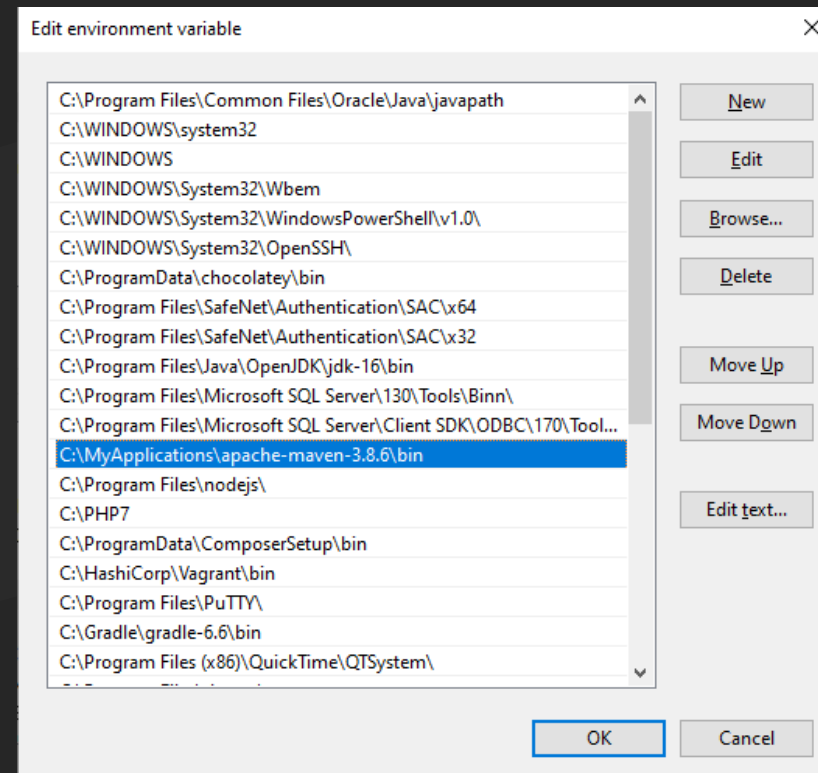 Edit environment variable
C:\Program Files\Common Files\Oracle\Java\javapath
C:\WINDOWS\system32
C:\WINDOWS
C:\WINDOWS\System32\Wbem
C:\WINDOWS\System32\WindowsPowerShell\v1.0\
C:\WINDOWS\System32\OpenSSH\
C:\ProgramData\chocolatey\bin
C:\Program Files\SafeNet\Authentication\SAC\x64
C:\Program Files\SafeNet\Authentication\SAC\x32
C:\Program Files\Java\OpenJDK\jdk-16\bin
C:\Program Files\Microsoft SQL Server\130\Tools\Binn\
C:\Program Files\Microsoft SQL Server\Client SDK\ODBC\170\Tool...
C:\MyApplications\apache-maven-3.8.6\bin
C:\Program Files\nodejs\
C:\PHP7
C:\ProgramData\ComposerSetup\bin
C:\HashiCorp\Vagrant\bin
C:\Program Files\PuTTY\
C:\Gradle\gradle-6.6\bin
C:\Program Files (x86)\QuickTime\QTSystem\
New
Edit
Browse...
Delete
Move Up
Move Down
Edit text...
OK
Cancel